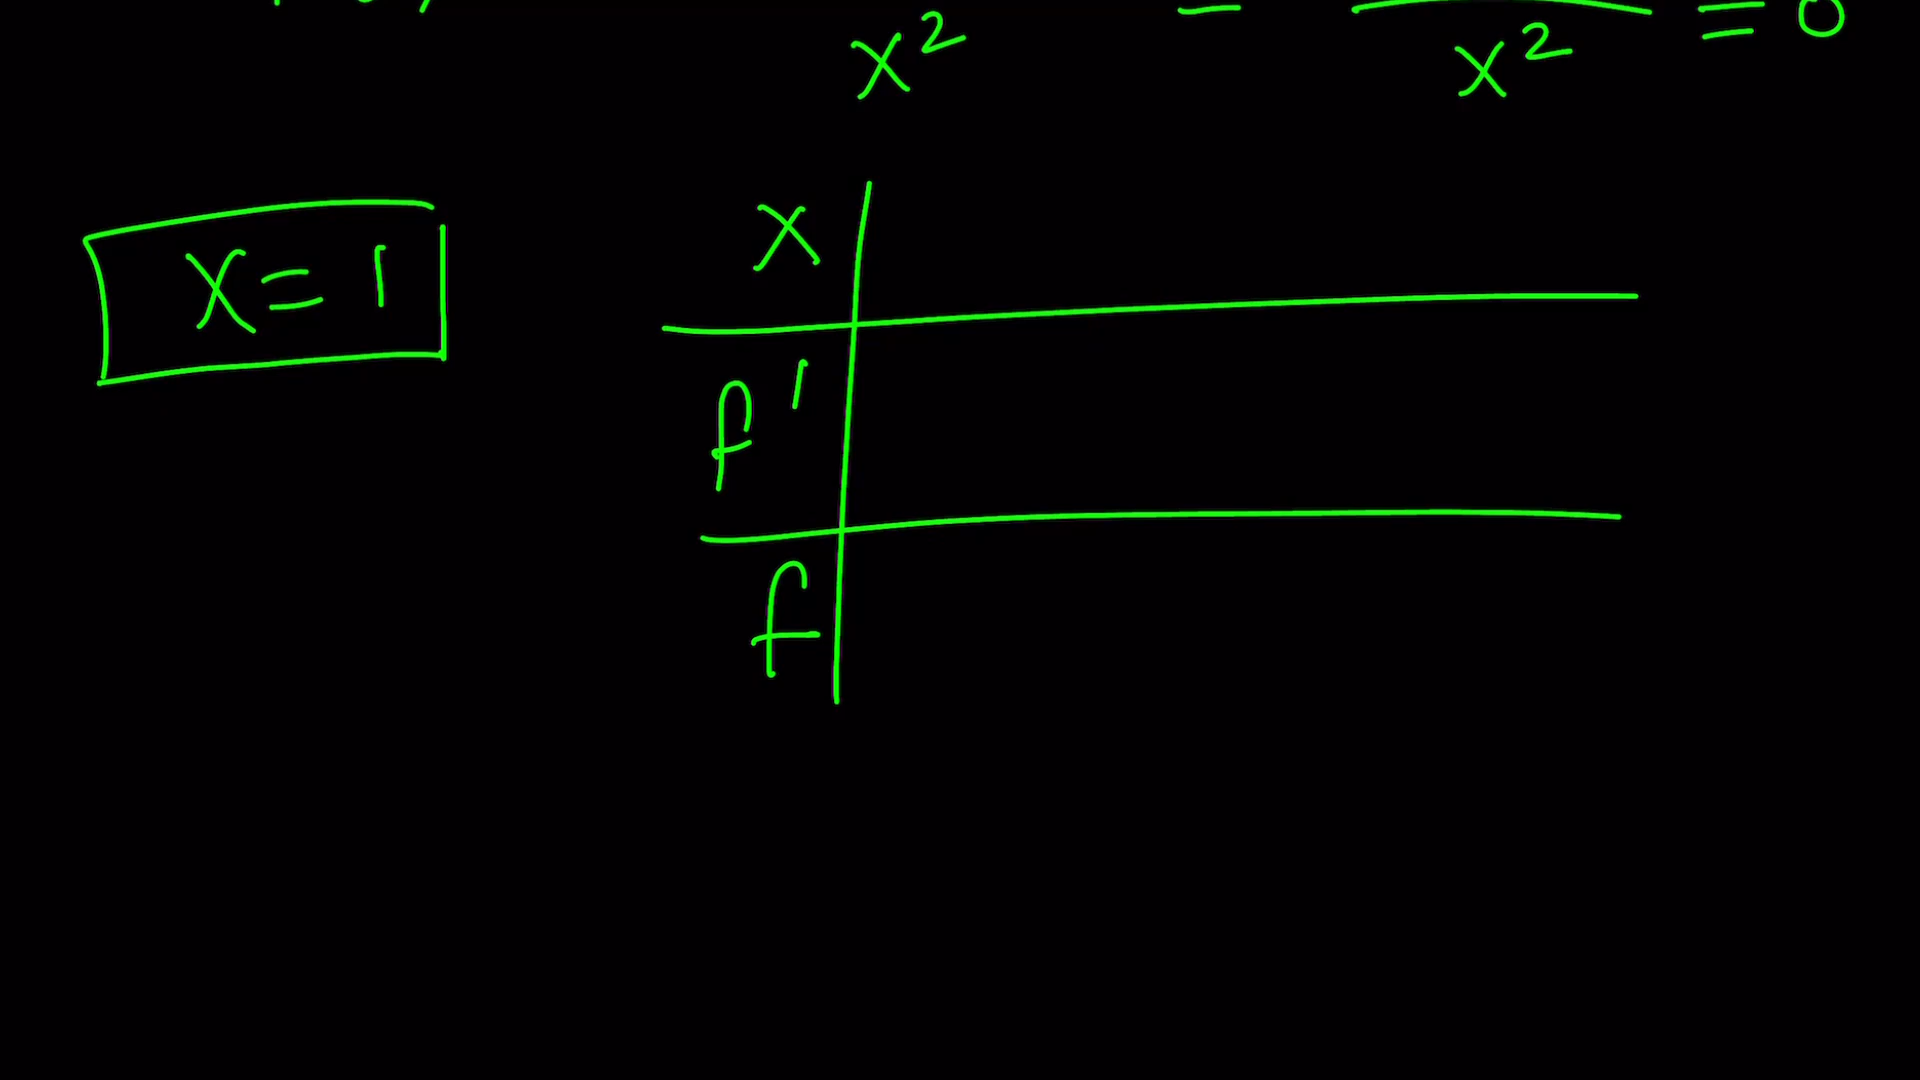 x² = x² = 0
x
x = 1
f'
f